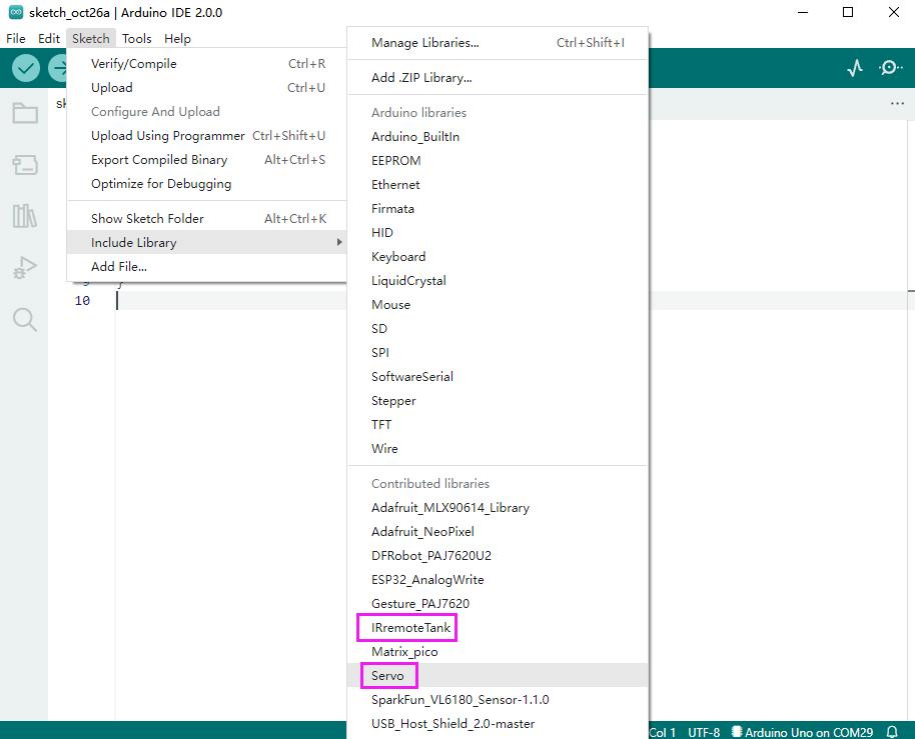 sketch_oct26a | Arduino IDE 2.0.0
File Edit Sketch Tools Help
Verify/Compile Ctrl+R
Upload Ctrl+U
Configure And Upload
Upload Using Programmer Ctrl+Shift+U
Export Compiled Binary Alt+Ctrl+S
Optimize for Debugging
Show Sketch Folder Alt+Ctrl+K
Include Library
Add File...
Manage Libraries... Ctrl+Shift+I
Add .ZIP Library...
Arduino libraries
Arduino_BuiltIn
EEPROM
Ethernet
Firmata
HID
Keyboard
LiquidCrystal
Mouse
SD
SPI
SoftwareSerial
Stepper
TFT
Wire
Contributed libraries
Adafruit_MLX90614_Library
Adafruit_NeoPixel
DFRobot_PAJ7620U2
ESP32_AnalogWrite
Gesture_PAJ7620
IRremoteTank
Matrix_pico
Servo
SparkFun_VL6180_Sensor-1.1.0
USB_Host_Shield_2.0-master
sk
10
Col 1 UTF-8 Arduino Uno on COM29